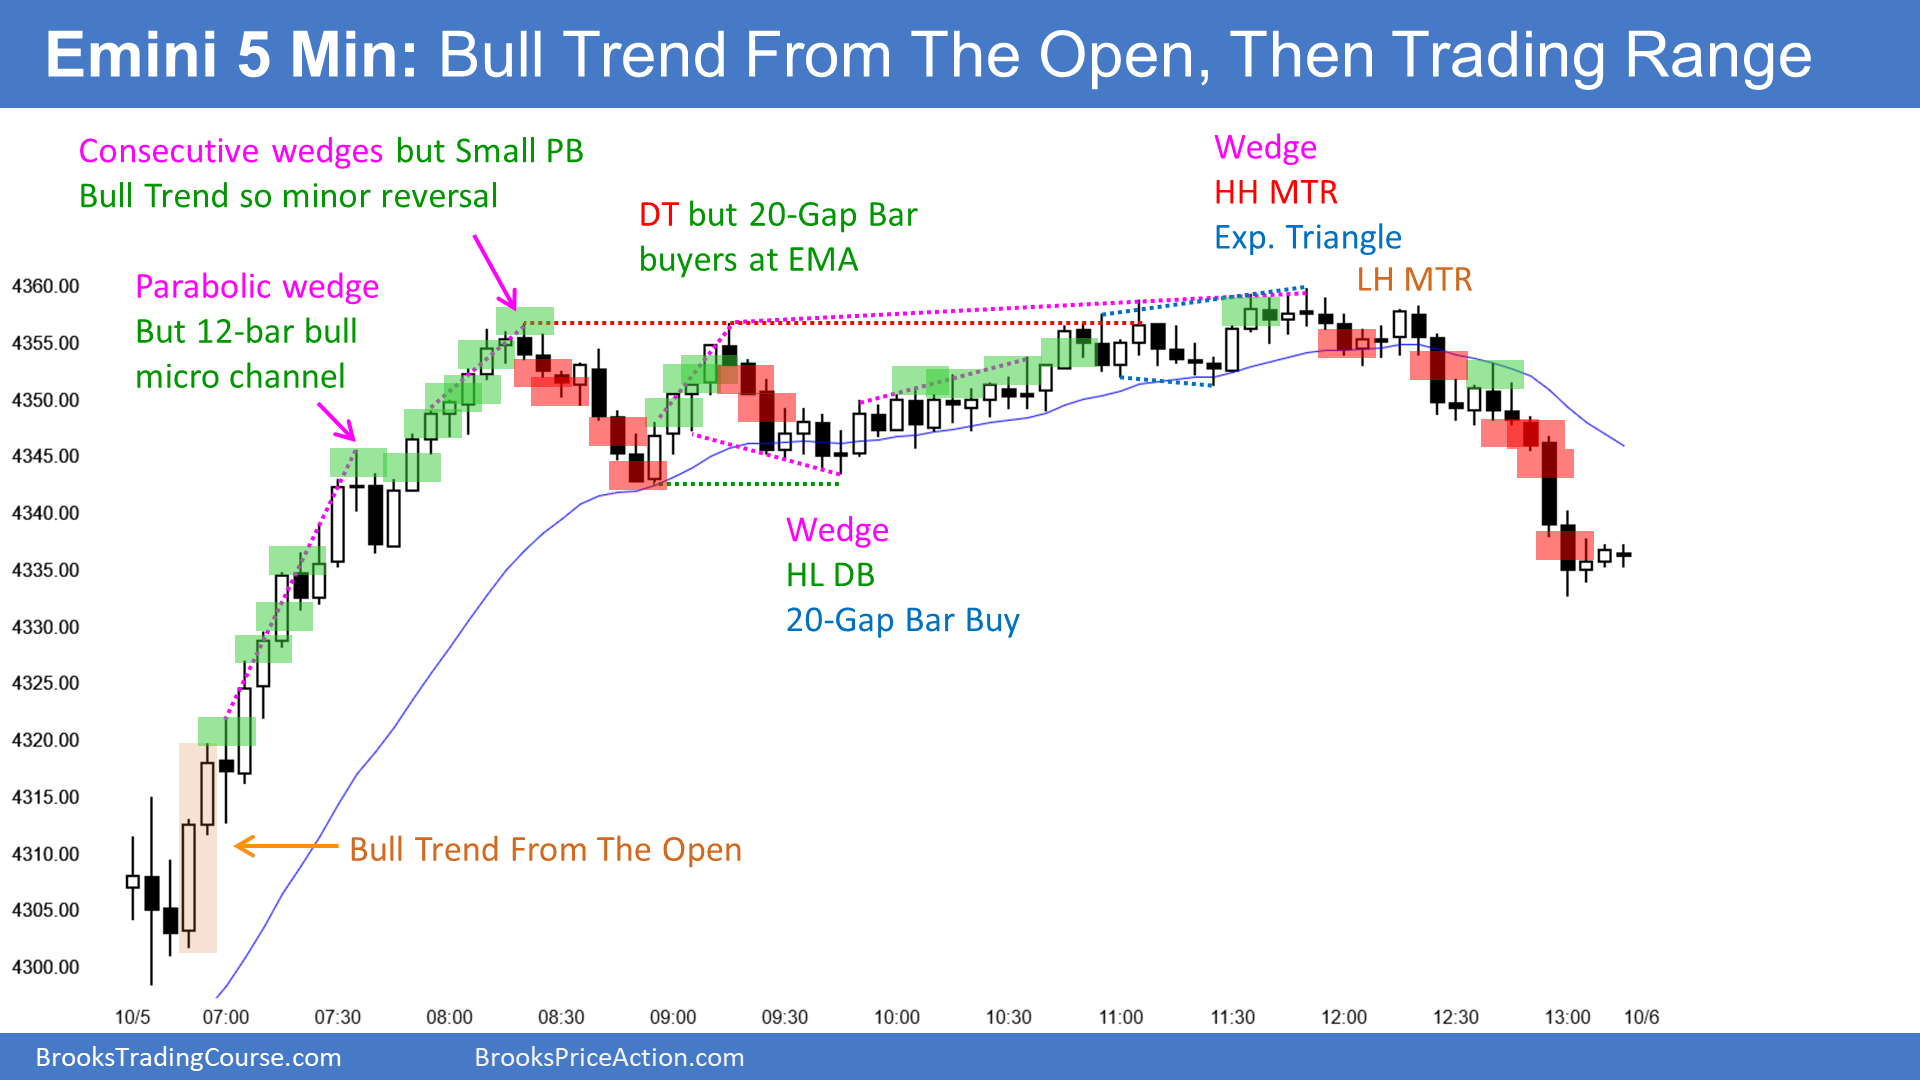 Emini 5 Min: Bull Trend From The Open, Then Trading Range
Consecutive wedges but Small PB
Bull Trend so minor reversal
Parabolic wedge
But 12-bar bull
micro channel
DT but 20-Gap Bar
buyers at EMA
Wedge
HH MTR
Exp. Triangle
LH MTR
Wedge
HL DB
20-Gap Bar Buy
Bull Trend From The Open
4360.00
4355.00
4350.00
4345.00
4340.00
4335.00
4330.00
4325.00
4320.00
4315.00
4310.00
4305.00
4300.00
10/5 07:00 07:30 08:00 08:30 09:00 09:30 10:00 10:30 11:00 11:30 12:00 12:30 13:00 10/6
BrooksTradingCourse.com BrooksPriceAction.com